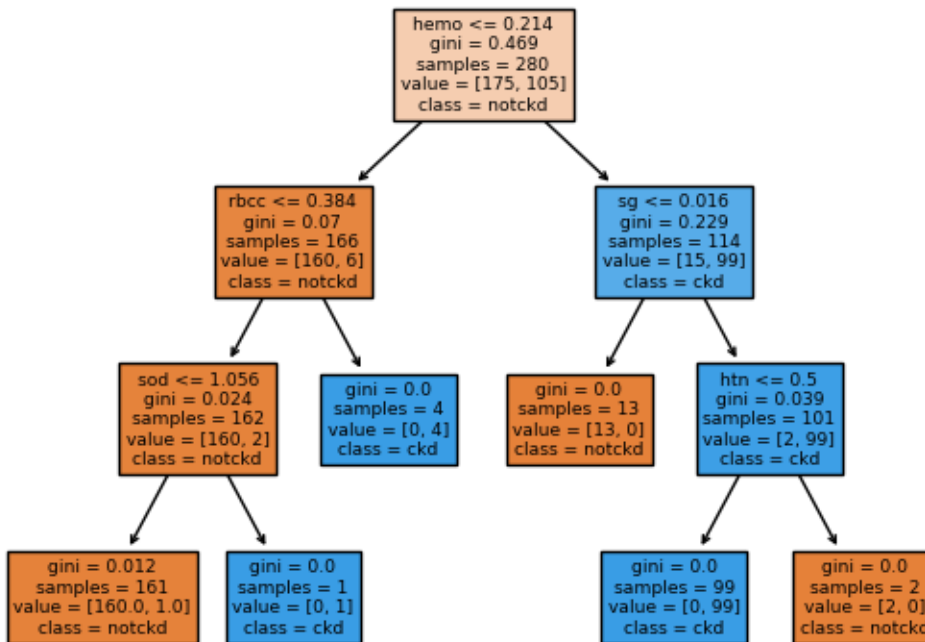 hemo <= 0.214
gini = 0.469
samples = 280
value = [175, 105]
class = notckd
rbcc <= 0.384
gini = 0.07
samples = 166
value = [160, 6]
class = notckd
sg <= 0.016
gini = 0.229
samples = 114
value = [15, 99]
class = ckd
sod <= 1.056
gini = 0.024
samples = 162
value = [160, 2]
class = notckd
gini = 0.0
samples = 4
value = [0, 4]
class = ckd
gini = 0.0
samples = 13
value = [13, 0]
class = notckd
htn <= 0.5
gini = 0.039
samples = 101
value = [2, 99]
class = ckd
gini = 0.012
samples = 161
value = [160.0, 1.0]
class = notckd
gini = 0.0
samples = 1
value = [0, 1]
class = ckd
gini = 0.0
samples = 99
value = [0, 99]
class = ckd
gini = 0.0
samples = 2
value = [2, 0]
class = notckd